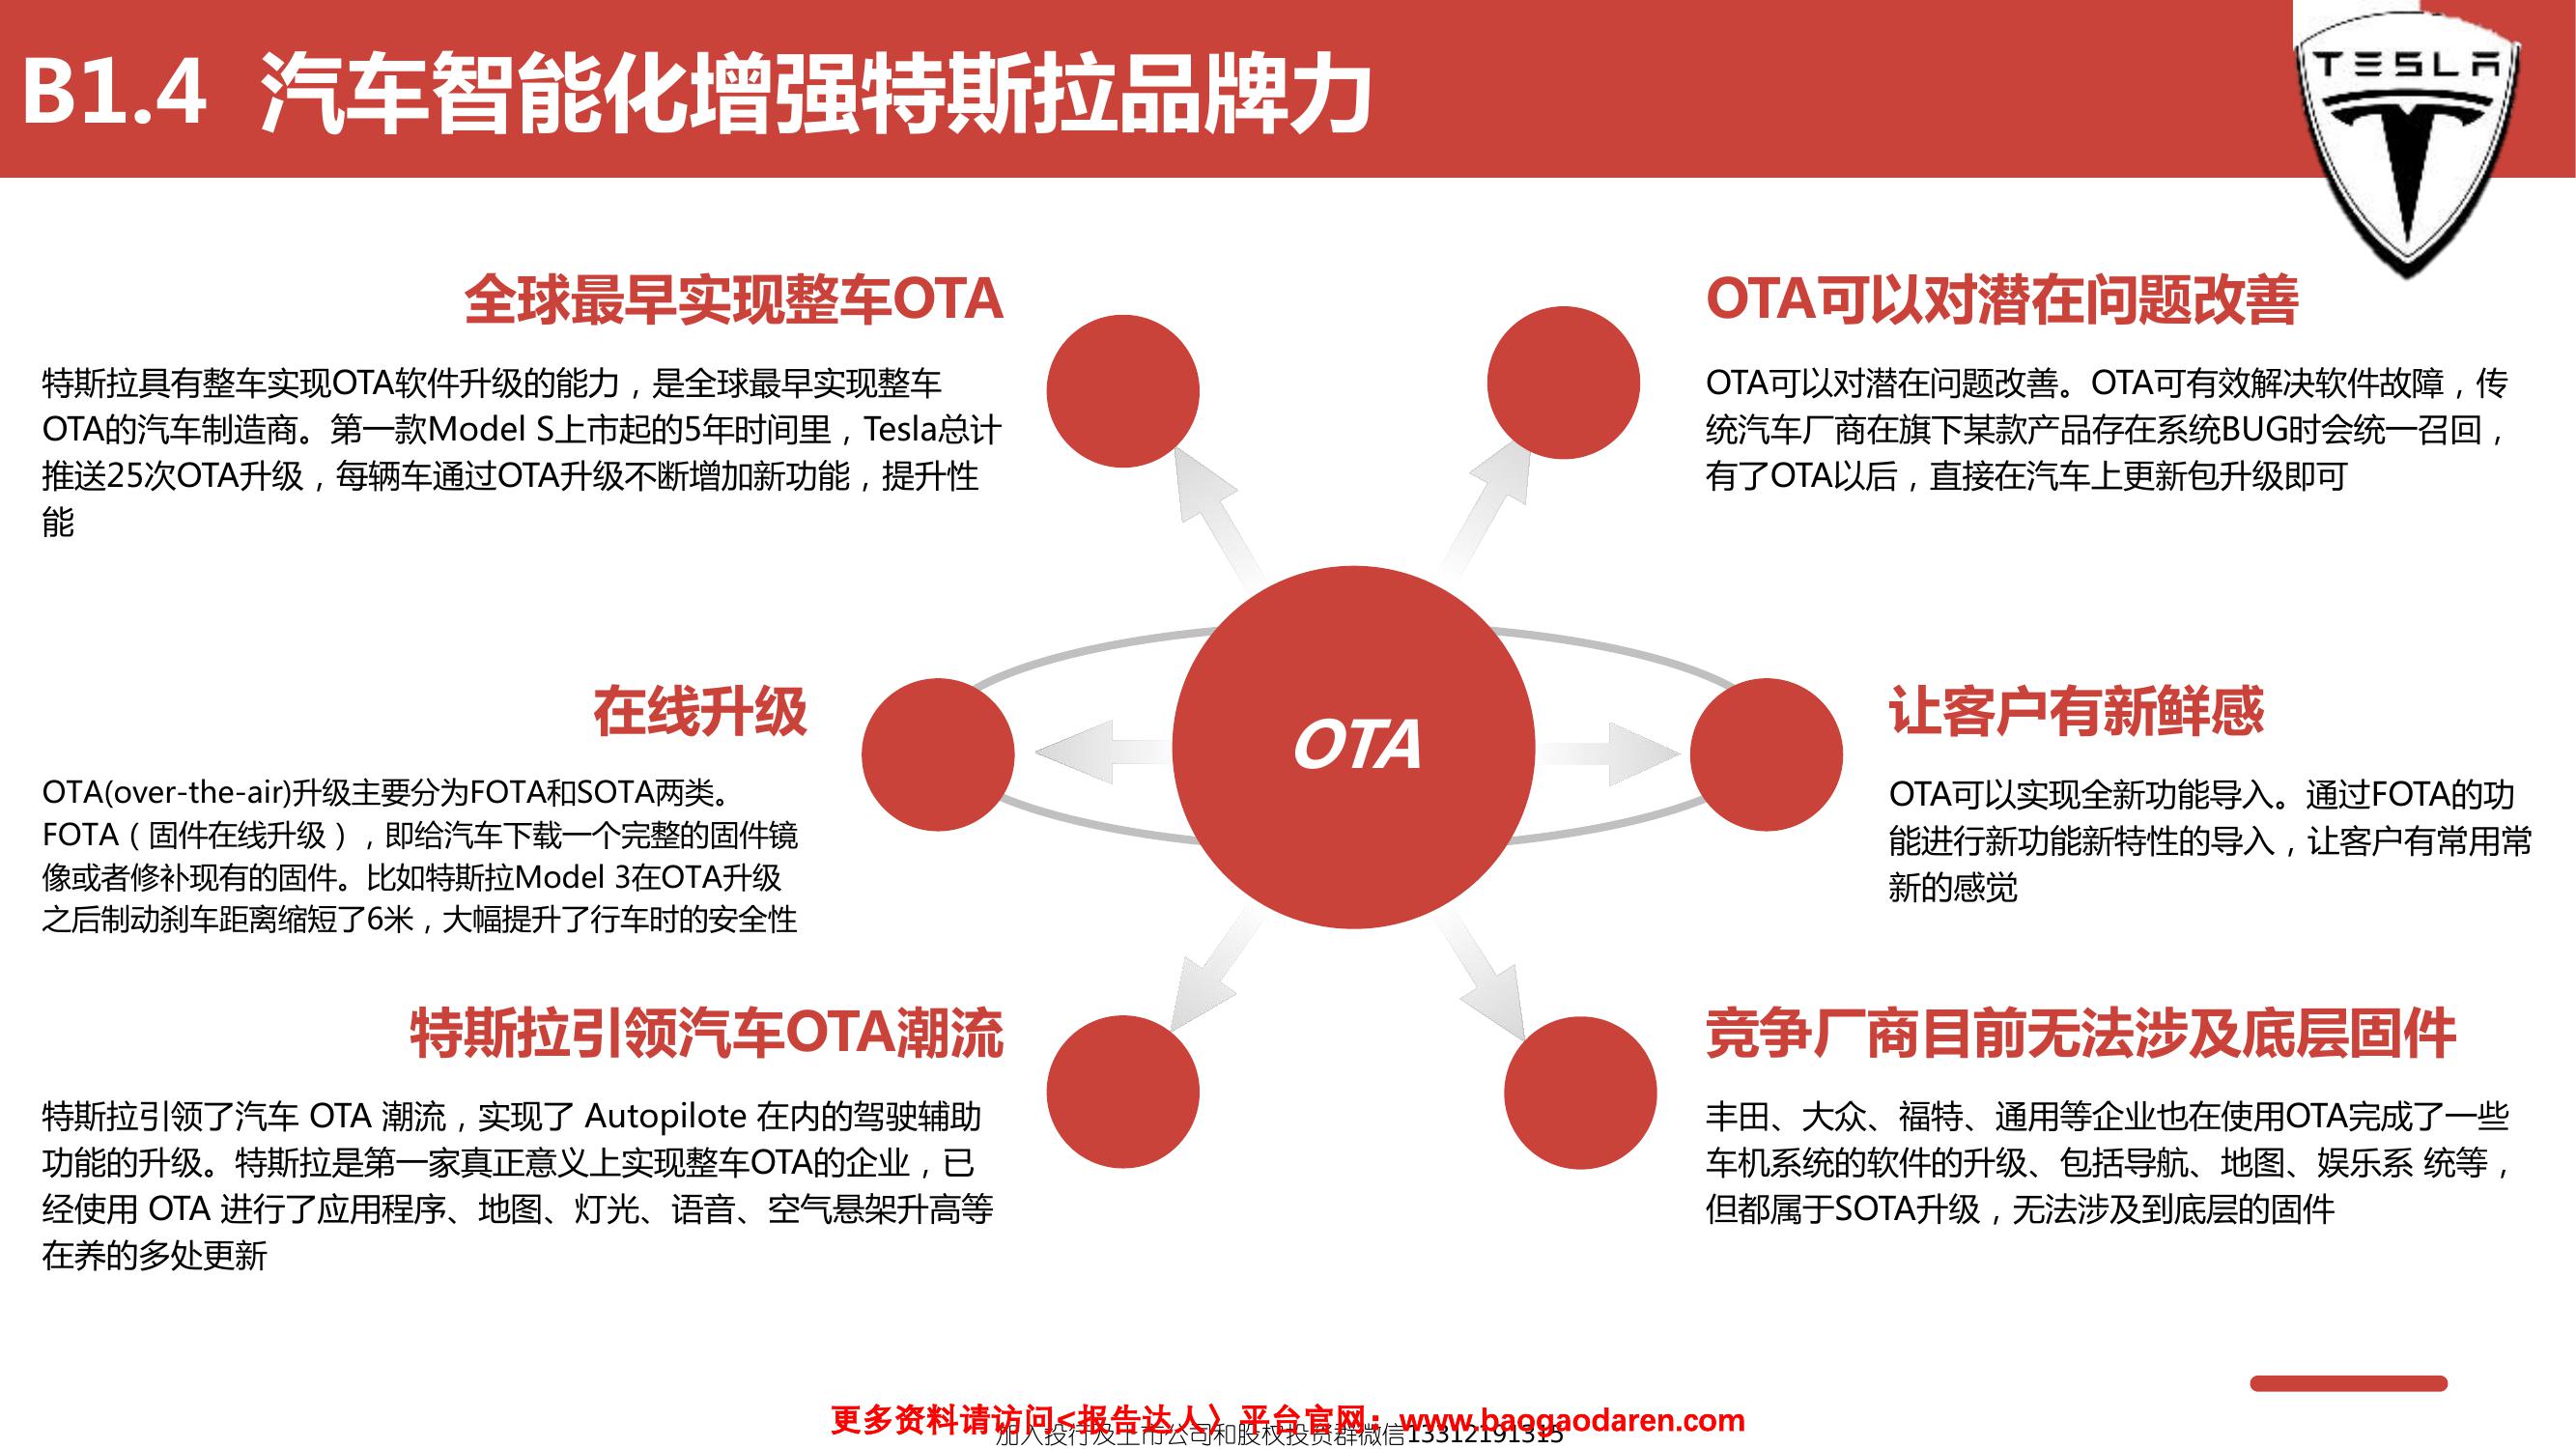 B1.4 汽车智能化增强特斯拉品牌力
TESLA
全球最早实现整车OTA
特斯拉具有整车实现OTA软件升级的能力，是全球最早实现整车
OTA的汽车制造商。第一款Model S上市起的5年时间里，Tesla总计
推送25次OTA升级，每辆车通过OTA升级不断增加新功能，提升性
能
OTA可以对潜在问题改善
OTA可以对潜在问题改善。OTA可有效解决软件故障，传
统汽车厂商在旗下某款产品存在系统BUG时会统一召回，
有了OTA以后，直接在汽车上更新包升级即可
在线升级
OTA(over-the-air)升级主要分为FOTA和SOTA两类。
FOTA（固件在线升级），即给汽车下载一个完整的固件镜
像或者修补现有的固件。比如特斯拉Model 3在OTA升级
之后制动刹车距离缩短了6米，大幅提升了行车时的安全性
OTA
让客户有新鲜感
OTA可以实现全新功能导入。通过FOTA的功
能进行新功能新特性的导入，让客户有常用常
新的感觉
特斯拉引领汽车OTA潮流
特斯拉引领了汽车 OTA 潮流，实现了 Autopilote 在内的驾驶辅助
功能的升级。特斯拉是第一家真正意义上实现整车OTA的企业，已
经使用 OTA 进行了应用程序、地图、灯光、语音、空气悬架升高等
在养的多处更新
竞争厂商目前无法涉及底层固件
丰田、大众、福特、通用等企业也在使用OTA完成了一些
车机系统的软件的升级、包括导航、地图、娱乐系 统等，
但都属于SOTA升级，无法涉及到底层的固件
更多资料请访问<报告达人〉平台官网：www.baogaodaren.com
加入投行及上市公司和股权投资群微信13312191315